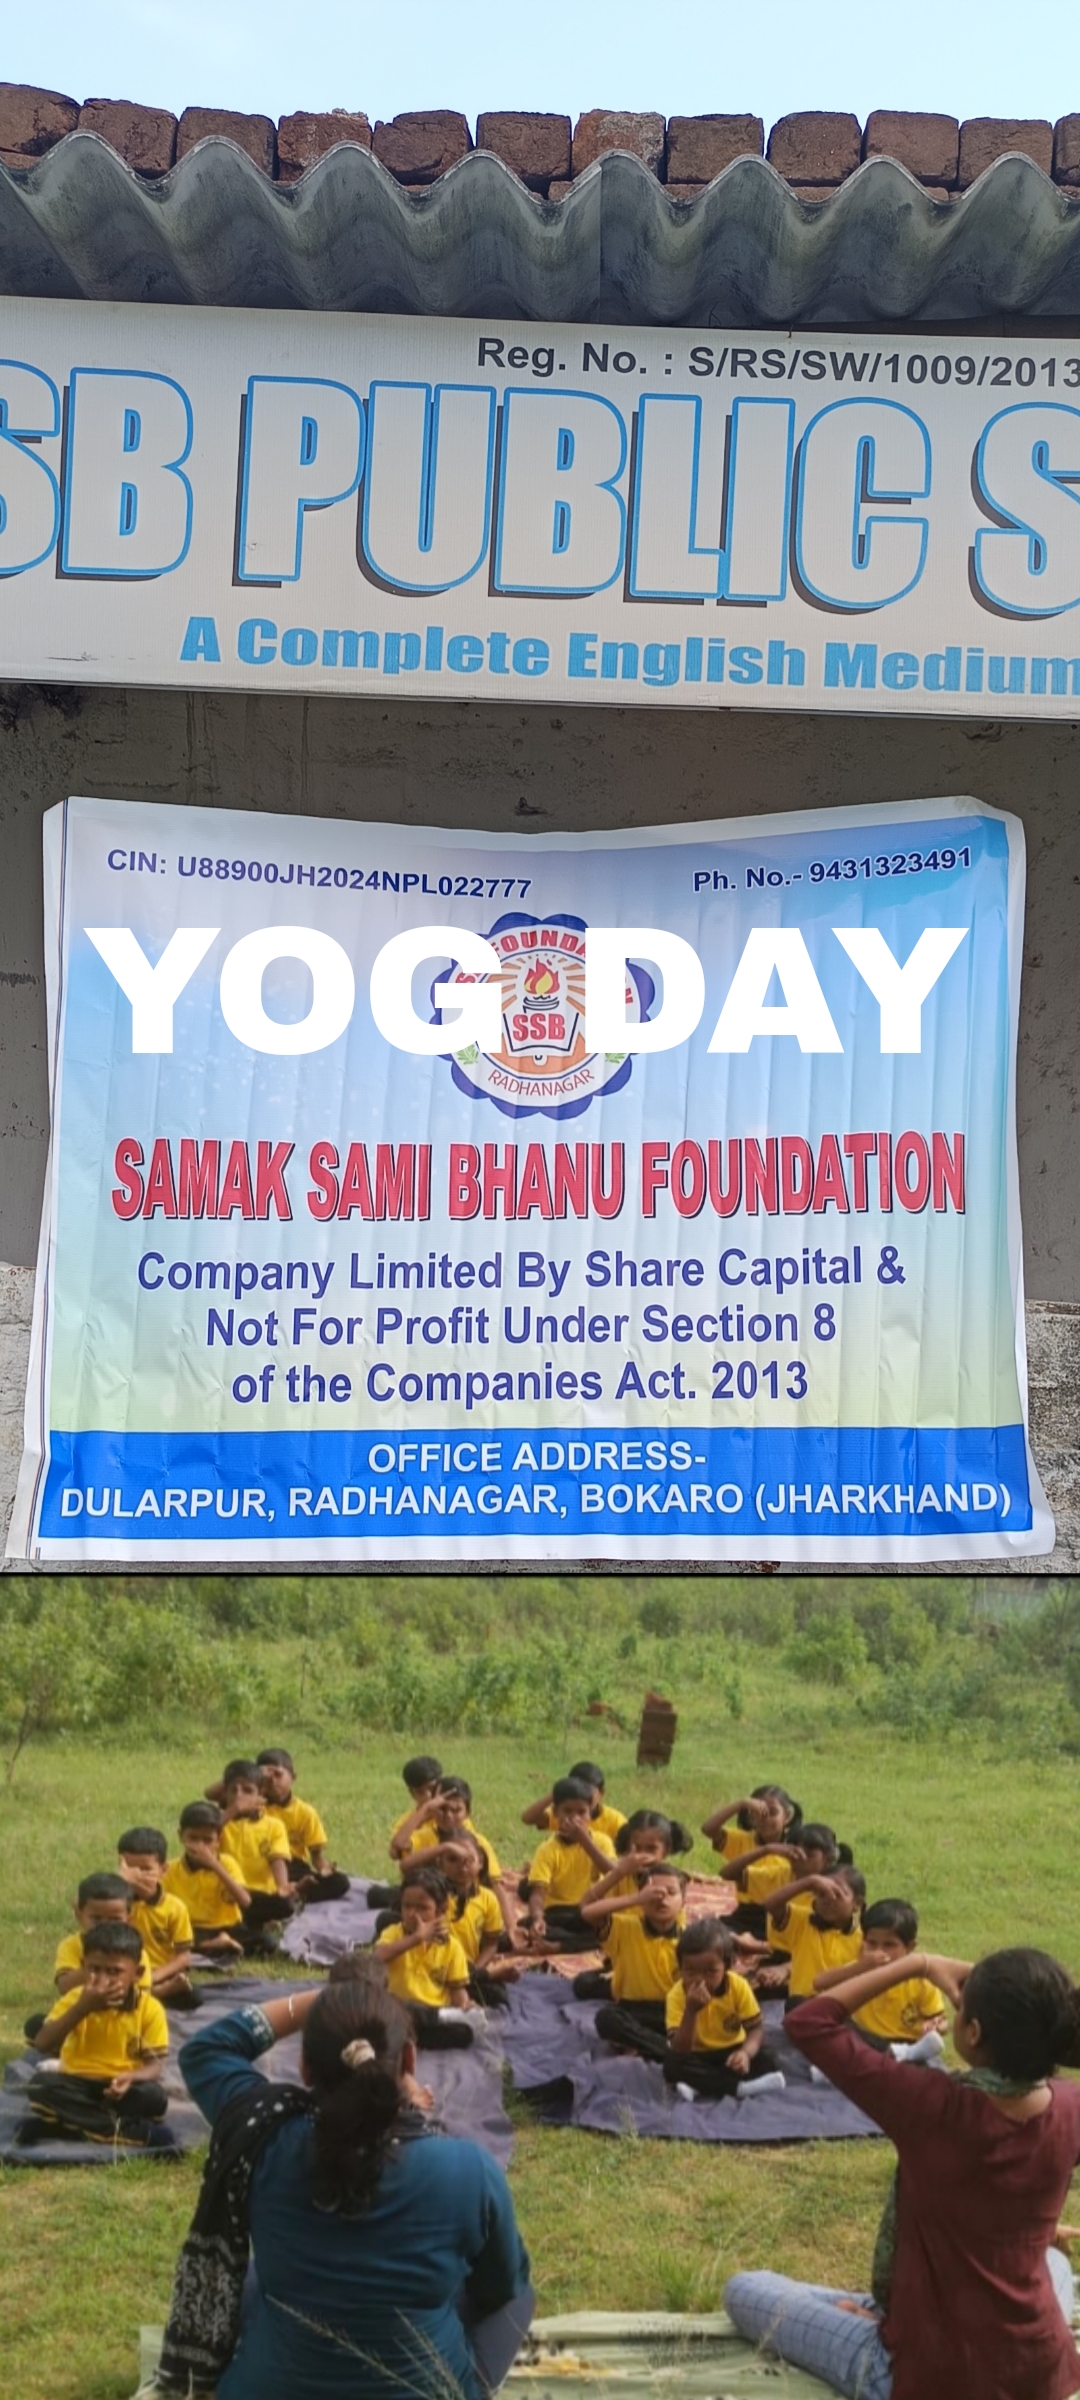 Reg. No. : S/RS/SW/1009/2013
SB PUBLIC S
A Complete English Medium
CIN: U88900JH2024NPL022777
Ph. No.- 9431323491
YOG DAY
SSB
RADHANAGAR
SAMAK SAMI BHANU FOUNDATION
Company Limited By Share Capital &
Not For Profit Under Section 8
of the Companies Act. 2013
OFFICE ADDRESS-
DULARPUR, RADHANAGAR, BOKARO (JHARKHAND)